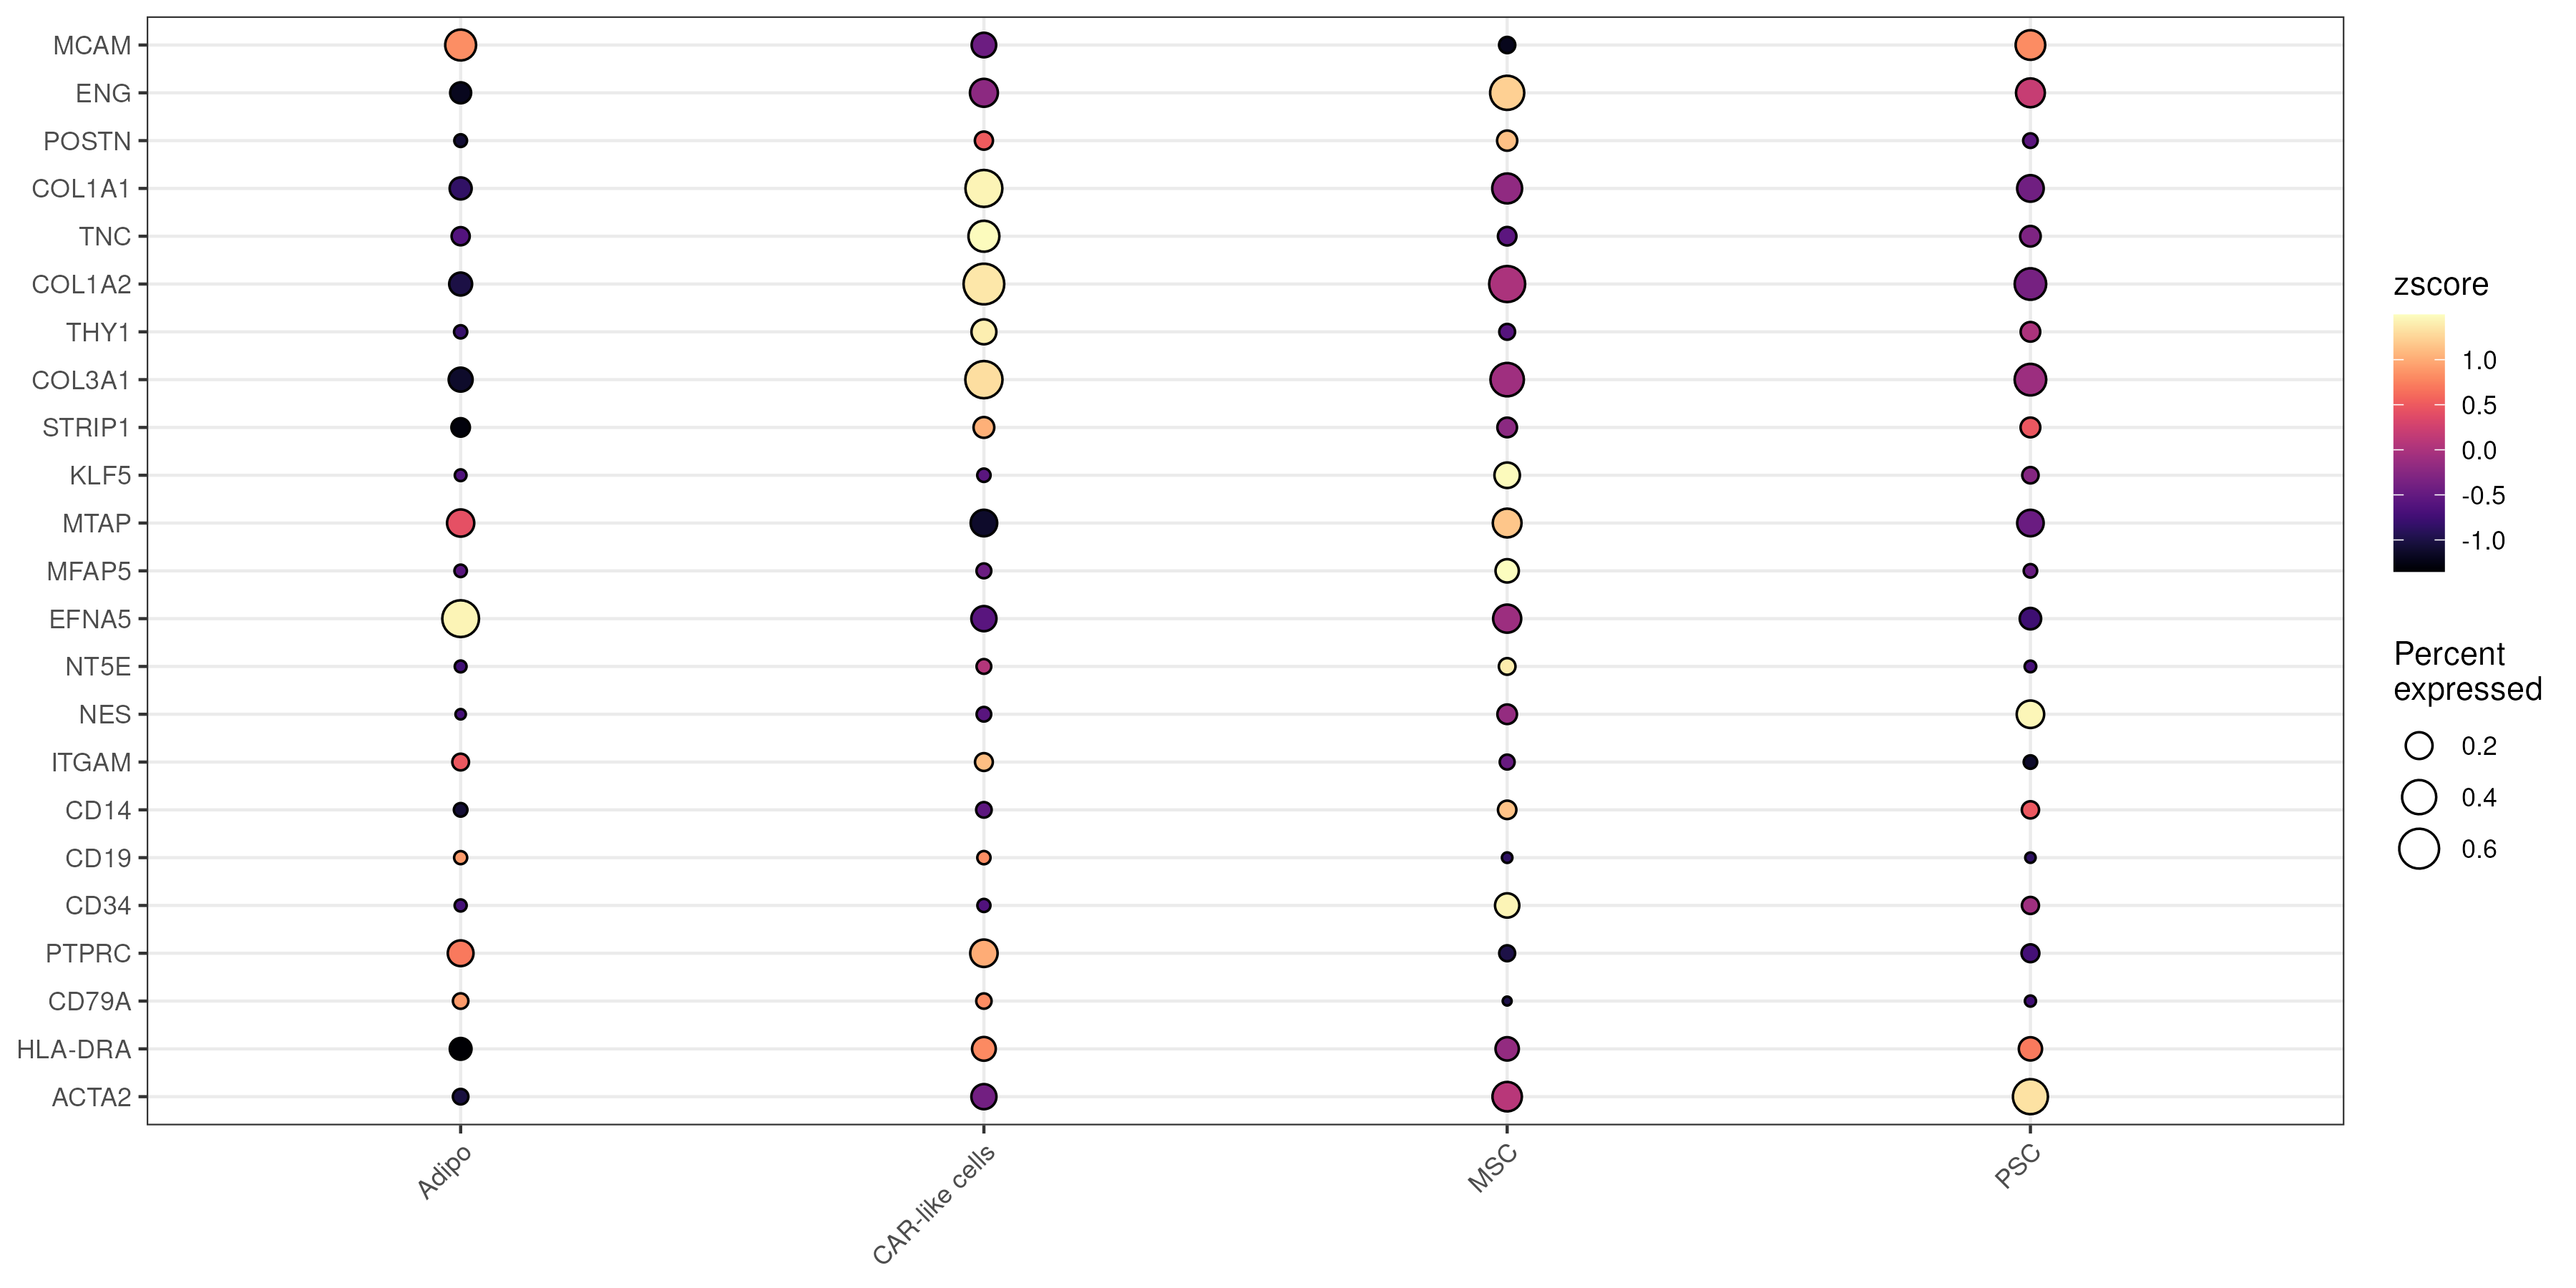 MCAM
ENG
POSTN
COL1A1
TNC
COL1A2
THY1
COL3A1
STRIP1
KLF5
MTAP
MFAP5
EFNA5
NT5E
NES
ITGAM
CD14
CD19
CD34
PTPRC
CD79A
HLA-DRA
ACTA2
Adipo
CAR-like cells
MSC
PSC
zscore
1.0
0.5
0.0
-0.5
-1.0
Percent
expressed
0.2
0.4
0.6